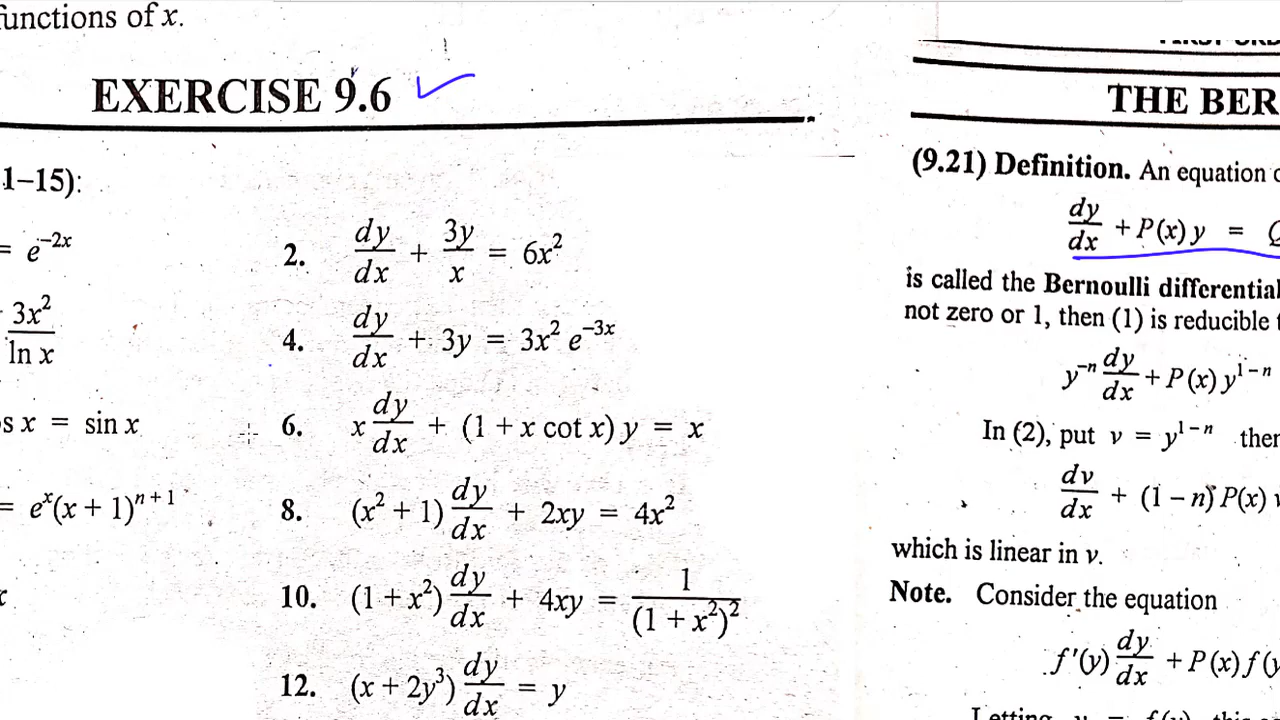 functions of x.
EXERCISE 9.6
1–15):
= e^{-2x}
2. dy/dx + 3y/x = 6x^2
3x^2/ln x
4. dy/dx + 3y = 3x^2 e^{-3x}
s x = sin x
6. x dy/dx + (1 + x cot x) y = x
= e^x(x + 1)^{n+1}
8. (x^2 + 1) dy/dx + 2xy = 4x^2
10. (1 + x^2) dy/dx + 4xy = 1/(1 + x^2)^2
12. (x + 2y^3) dy/dx = y
THE BER
(9.21) Definition. An equation
dy/dx + P(x) y =
is called the Bernoulli differential
not zero or 1, then (1) is reducible
y^{-n} dy/dx + P(x) y^{1-n}
In (2), put v = y^{1-n} then
dv/dx + (1 – n) P(x)
which is linear in v.
Note. Consider the equation
f'(y) dy/dx + P(x) f(y